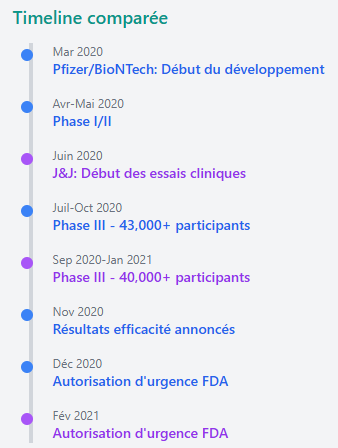 Timeline comparée
Mar 2020
Pfizer/BioNTech: Début du développement
Avr-Mai 2020
Phase I/II
Juin 2020
J&J: Début des essais cliniques
Juil-Oct 2020
Phase III - 43,000+ participants
Sep 2020-Jan 2021
Phase III - 40,000+ participants
Nov 2020
Résultats efficacité annoncés
Déc 2020
Autorisation d'urgence FDA
Fév 2021
Autorisation d'urgence FDA